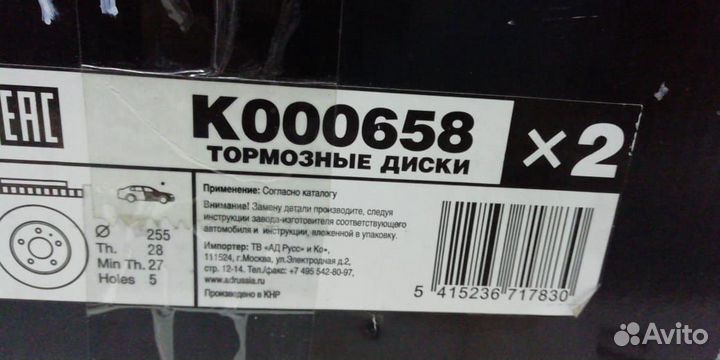 EAC
K000658
ТОРМОЗНЫЕ ДИСКИ
×2
Ø 255
Th. 28
Min Th. 27
Holes 5
Применение: Согласно каталогу
Внимание! Замену детали производите, следуя
инструкции завода-изготовителя соответствующего
автомобиля и инструкции, вложенной в упаковку.
Импортер: ТВ «АД Русс» и Ко»,
111524, г.Москва, ул.Электродная д.2,
стр. 12-14. Тел./факс: +7 495 542-80-97,
www.adrussia.ru
Произведено в КНР
5 415236 717830
Avito